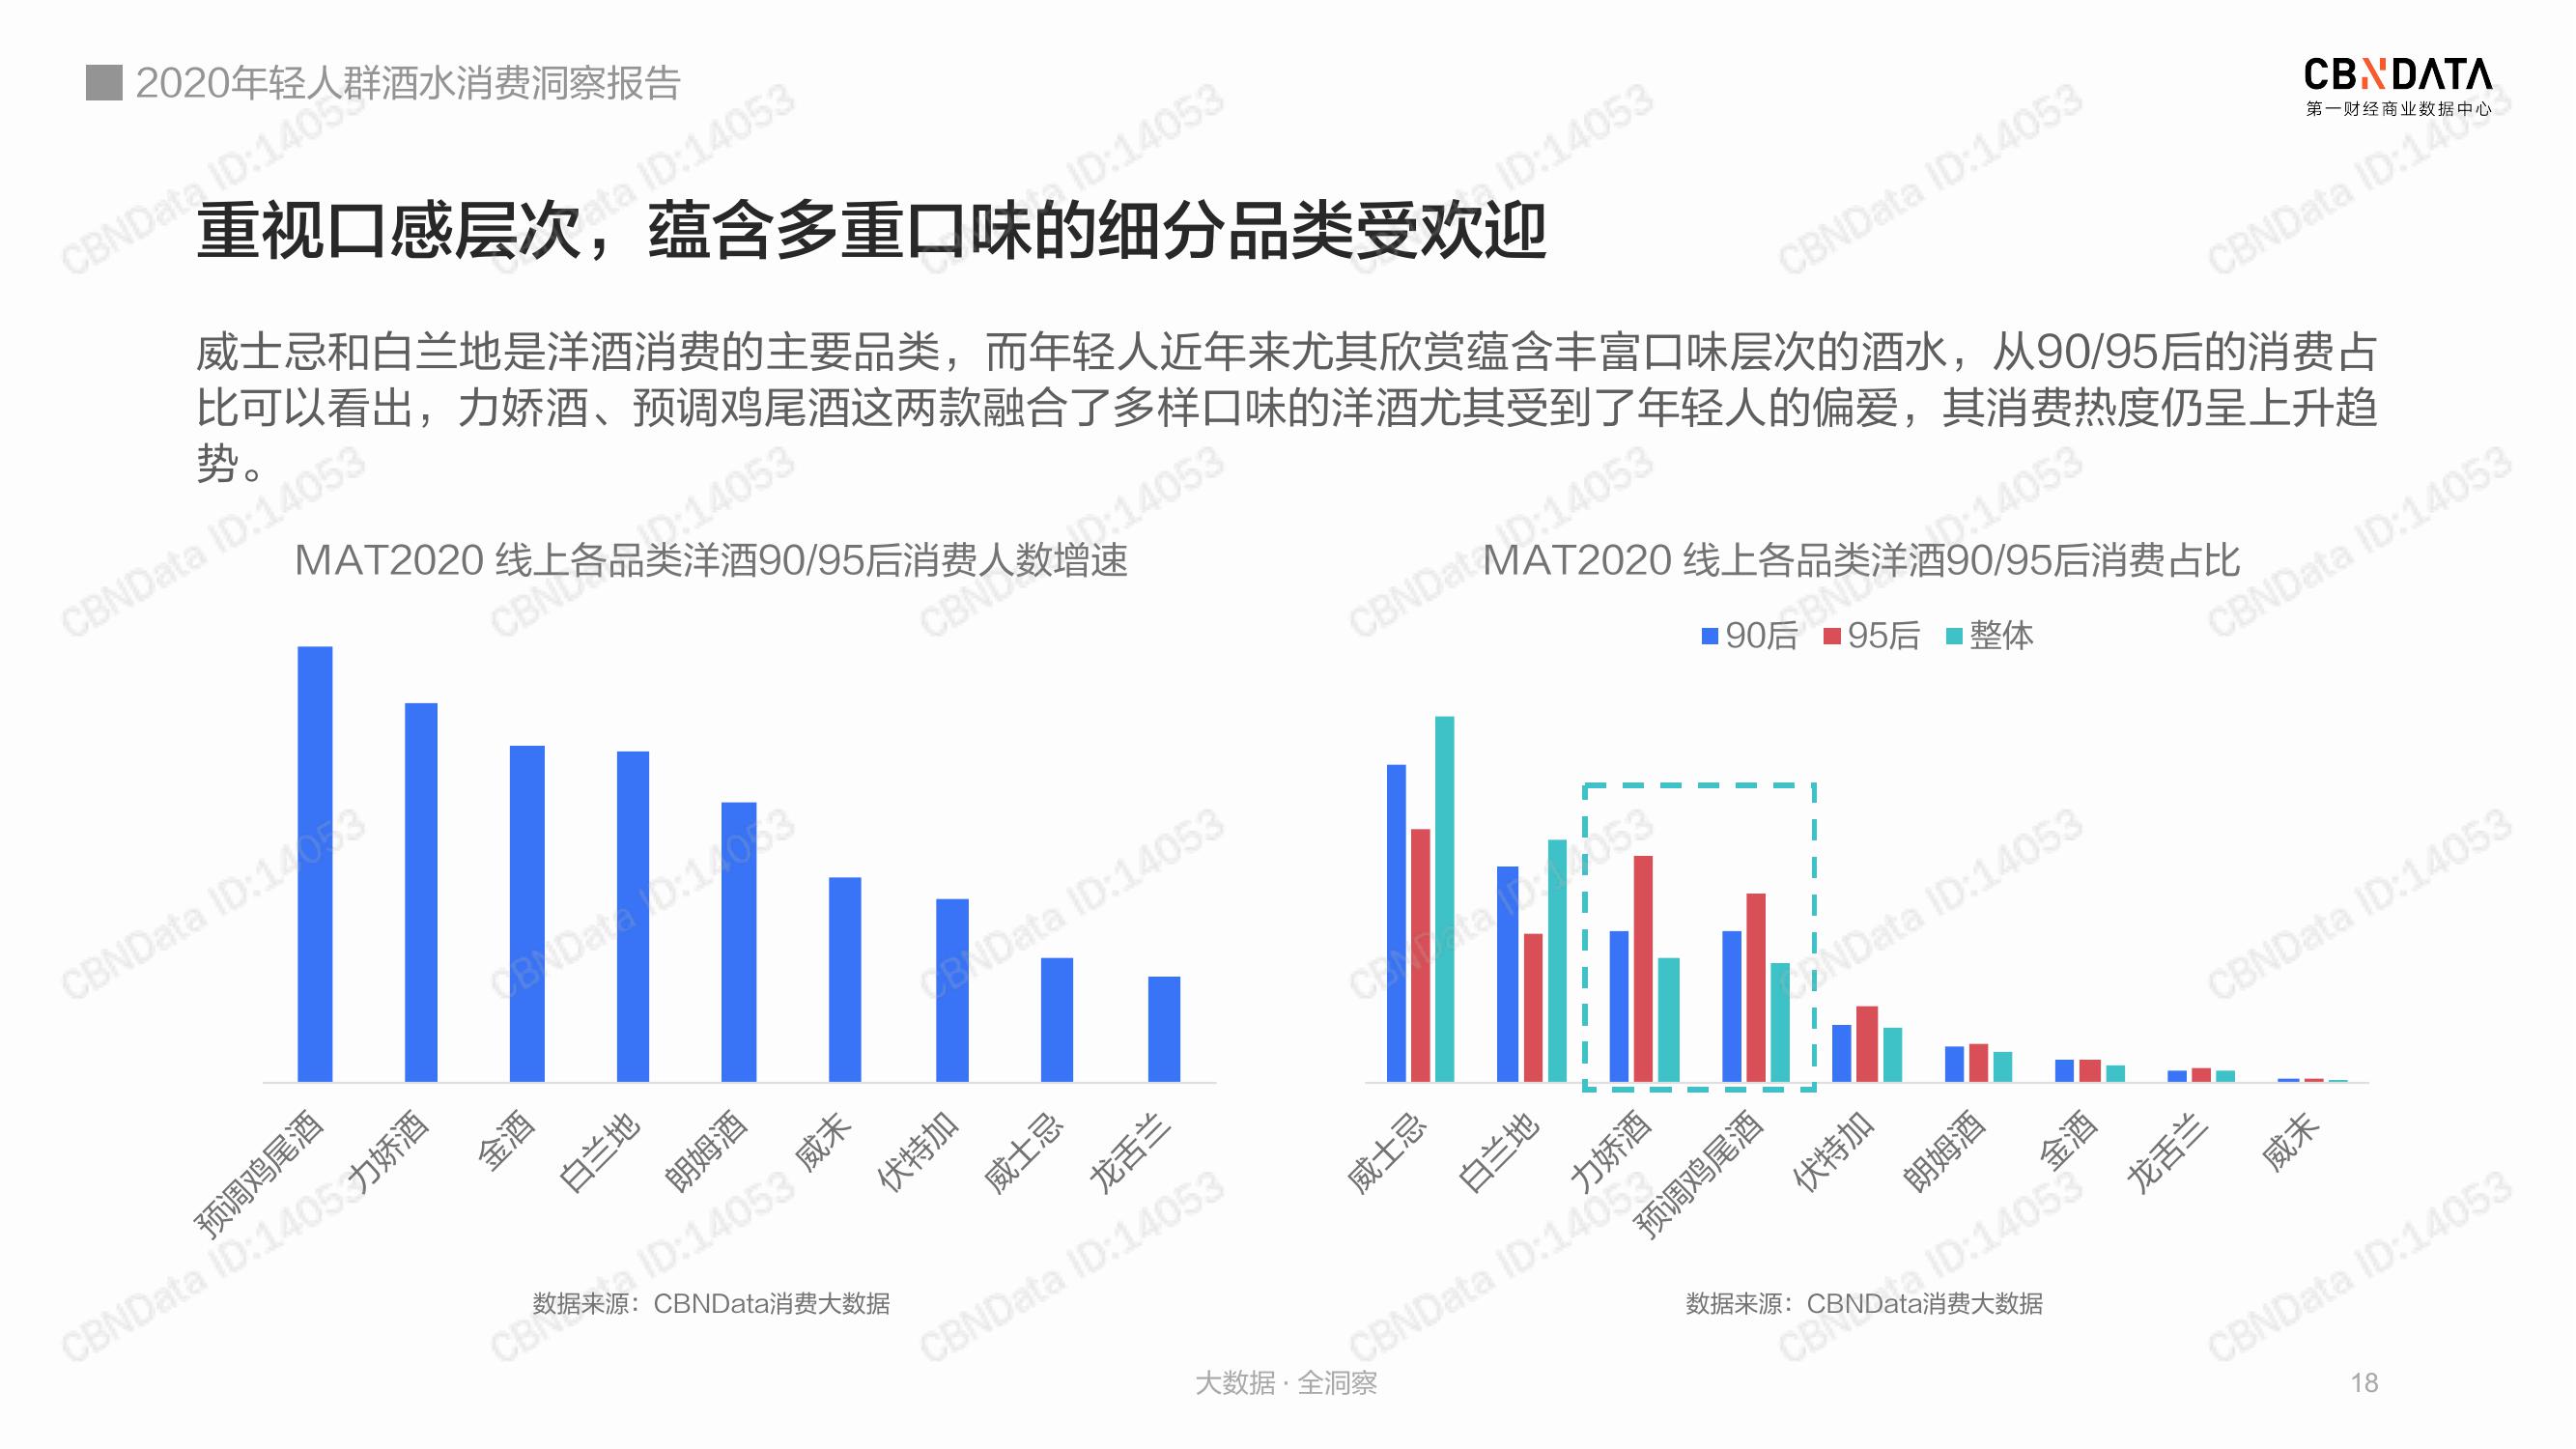 2020年轻人群酒水消费洞察报告
CBNDATA
第一财经商业数据中心
重视口感层次，蕴含多重口味的细分品类受欢迎
威士忌和白兰地是洋酒消费的主要品类，而年轻人近年来尤其欣赏蕴含丰富口味层次的酒水，从90/95后的消费占
比可以看出，力娇酒、预调鸡尾酒这两款融合了多样口味的洋酒尤其受到了年轻人的偏爱，其消费热度仍呈上升趋
势。
MAT2020 线上各品类洋酒90/95后消费人数增速
预调鸡尾酒
力娇酒
金酒
白兰地
朗姆酒
威末
伏特加
威士忌
龙舌兰
数据来源：CBNData消费大数据
MAT2020 线上各品类洋酒90/95后消费占比
90后 95后 整体
威士忌
白兰地
力娇酒
预调鸡尾酒
伏特加
朗姆酒
金酒
龙舌兰
威末
数据来源：CBNData消费大数据
大数据 · 全洞察
18
CBNData ID:14053